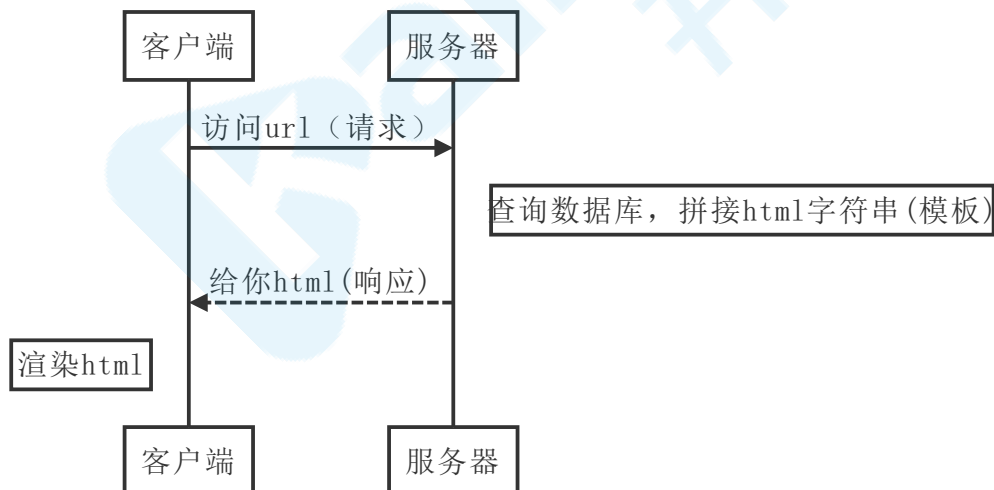 客户端 服务器
访问url（请求）
查询数据库，拼接html字符串(模板)
给你html(响应)
渲染html
客户端 服务器